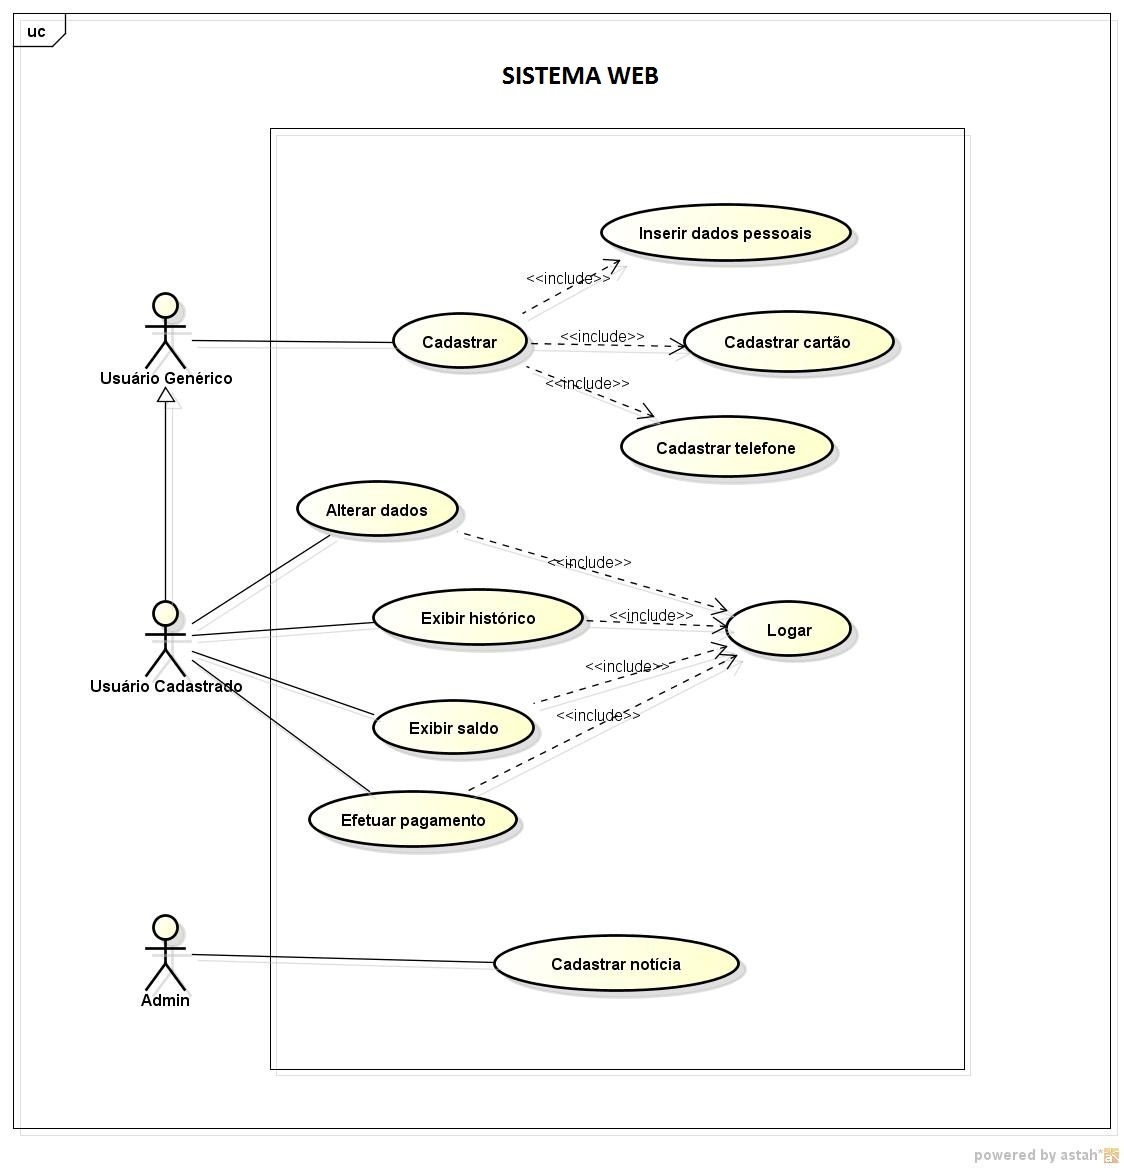 uc
SISTEMA WEB
Inserir dados pessoais
<<include>>
Cadastrar
<<include>>
Cadastrar cartão
Usuário Genérico
<<include>>
Cadastrar telefone
Alterar dados
<<include>>
Exibir histórico
<<include>>
Logar
<<include>>
Usuário Cadastrado
<<include>>
Exibir saldo
Efetuar pagamento
Cadastrar notícia
Admin
powered by astah*